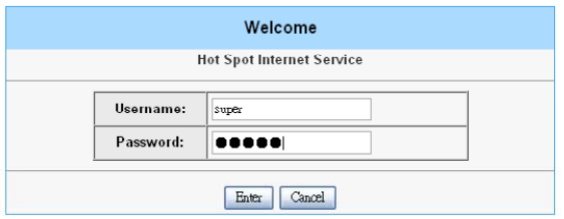 Welcome
Hot Spot Internet Service
Username: super
Password: ●●●●●
Enter Cancel